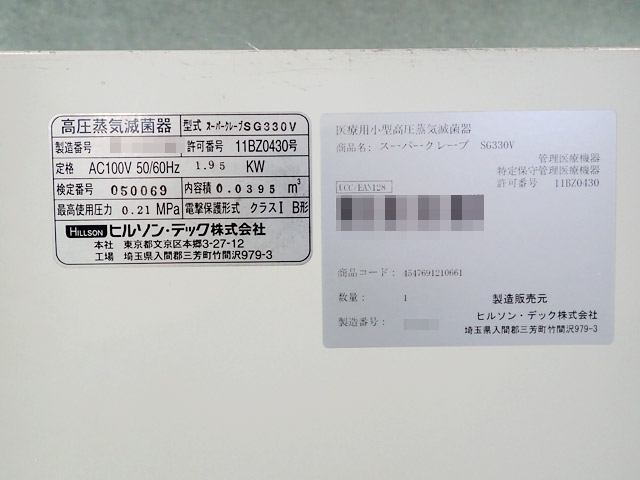 高圧蒸気滅菌器 型式 スーパークレーブSG330V
製造番号 許可番号 11BZ0430号
定格 AC100V 50/60Hz 1.95 KW
検定番号 050069 内容積 0.0395 m³
最高使用圧力 0.21 MPa 電撃保護形式 クラスI B形
HILLSON ヒルソン・デック株式会社
本社 東京都文京区本郷3-27-12
工場 埼玉県入間郡三芳町竹間沢979-3
医療用小型高圧蒸気滅菌器
商品名: スーパークレーブ SG330V
管理医療機器
特定保守管理医療機器
許可番号 11BZ0430
UCC/EAN128
商品コード: 4547691210661
数量: 1
製造番号:
製造販売元
ヒルソン・デック株式会社
埼玉県入間郡三芳町竹間沢979-3